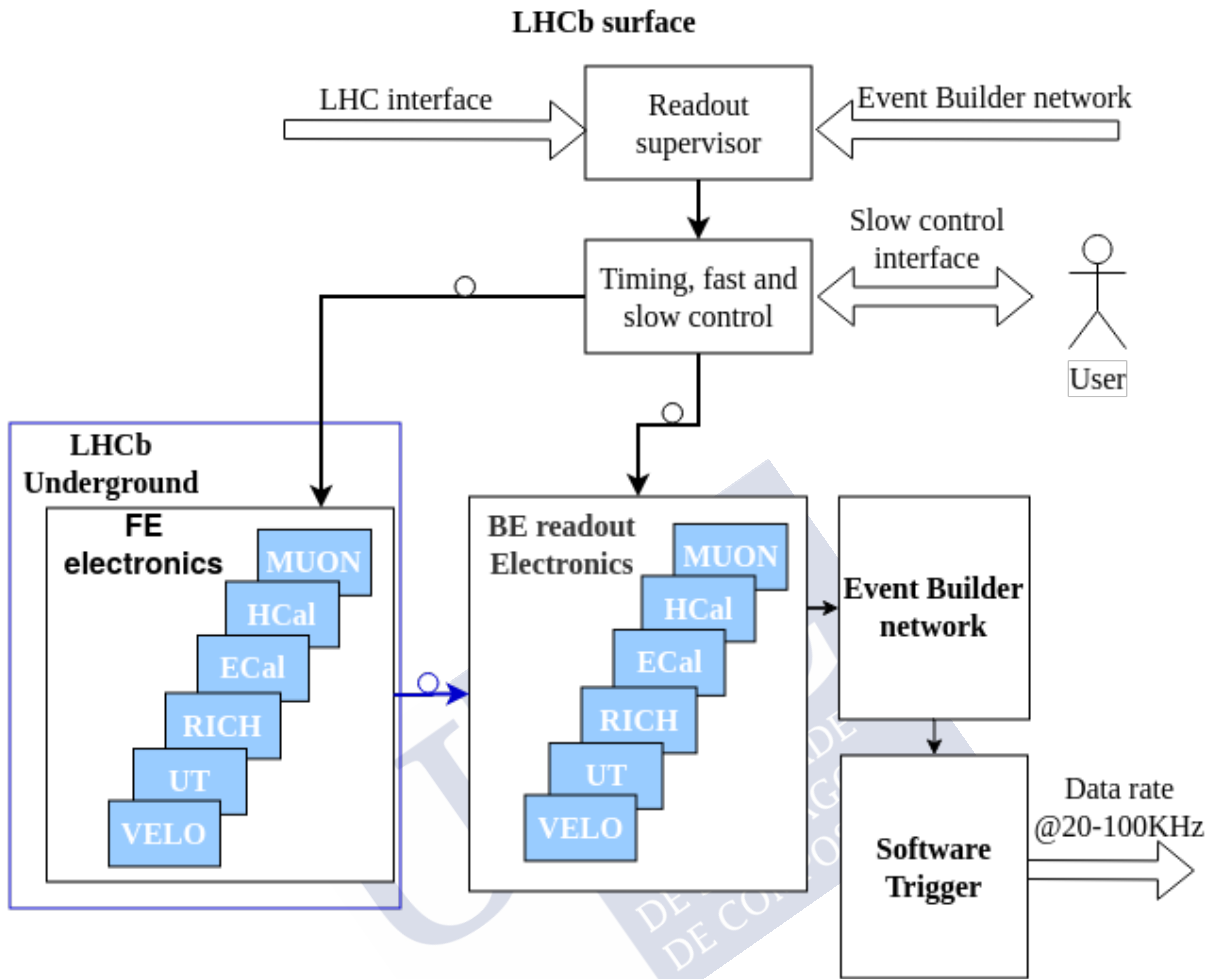 LHCb surface
LHC interface
Readout
supervisor
Event Builder network
Timing, fast and
slow control
Slow control
interface
User
LHCb
Underground
FE
electronics
MUON
HCal
ECal
RICH
UT
VELO
BE readout
Electronics
MUON
HCal
ECal
RICH
UT
VELO
Event Builder
network
Software
Trigger
Data rate
@20-100KHz